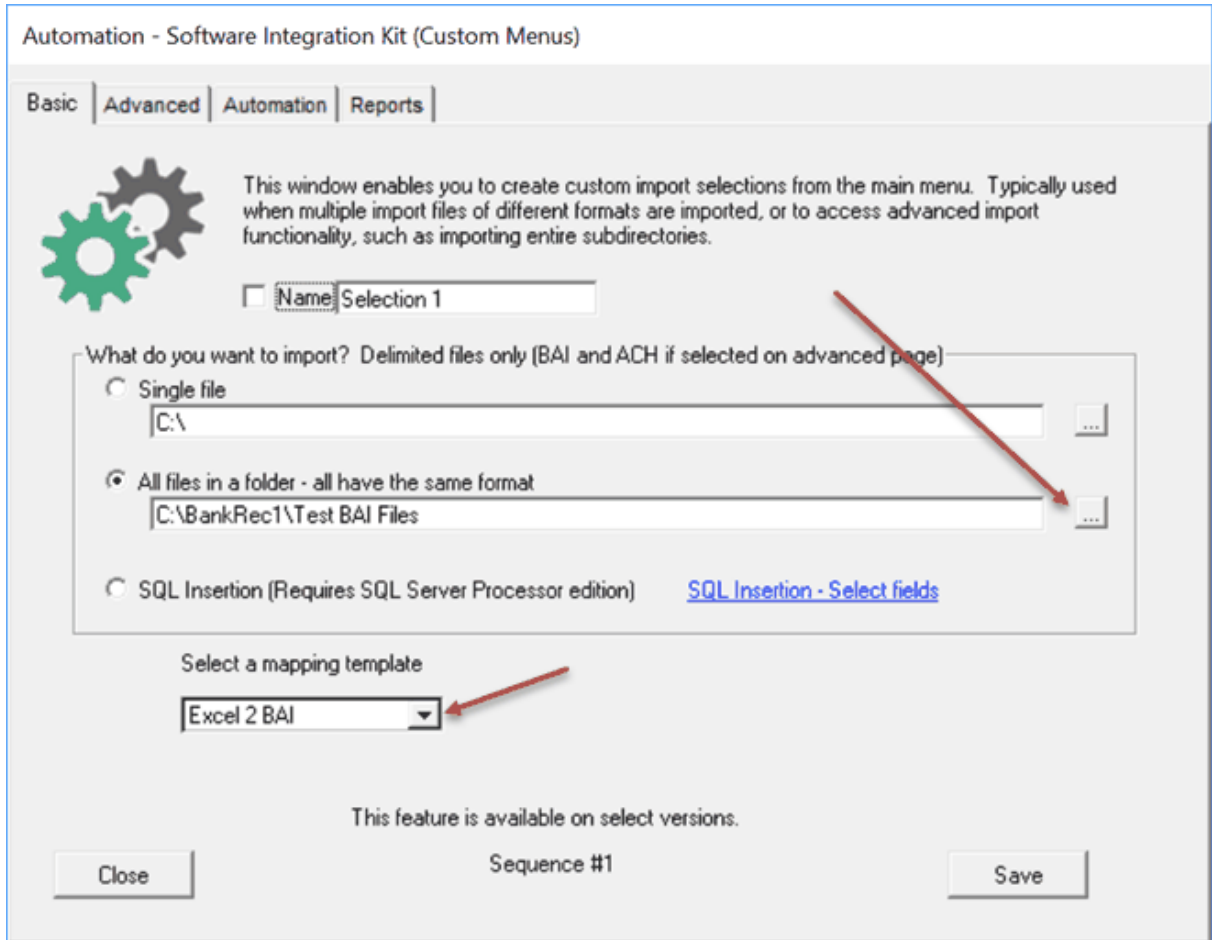 Automation - Software Integration Kit (Custom Menus)
Basic Advanced Automation Reports
This window enables you to create custom import selections from the main menu. Typically used
when multiple import files of different formats are imported, or to access advanced import
functionality, such as importing entire subdirectories.
Name Selection 1
What do you want to import? Delimited files only (BAI and ACH if selected on advanced page)
Single file
C:\
...
All files in a folder - all have the same format
C:\BankRec1\Test BAI Files
...
SQL Insertion (Requires SQL Server Processor edition) SQL Insertion - Select fields
Select a mapping template
Excel 2 BAI
This feature is available on select versions.
Close Sequence #1 Save